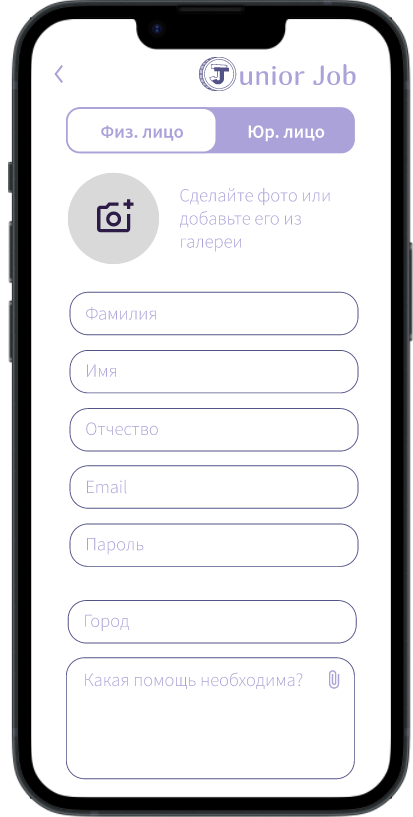 Junior Job
Физ. лицо
Юр. лицо
Сделайте фото или
добавьте его из
галереи
Фамилия
Имя
Отчество
Email
Пароль
Город
Какая помощь необходима?